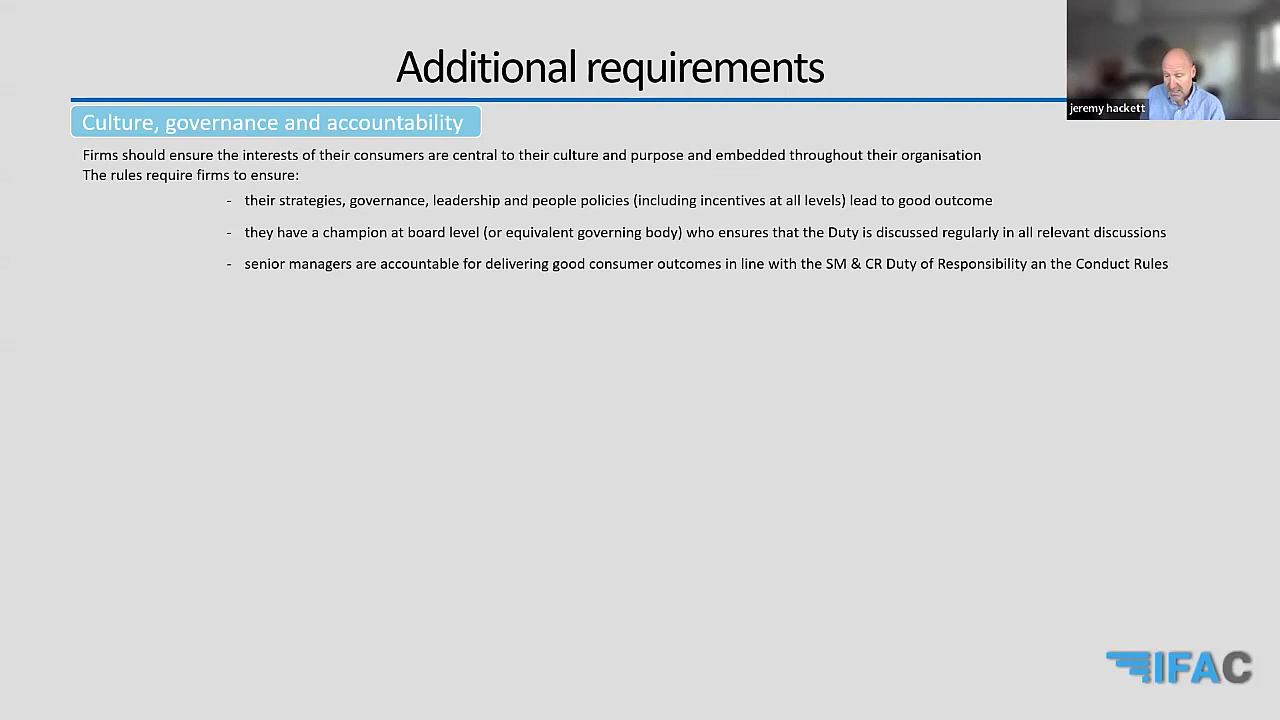 Additional requirements
jeremy hackett
Culture, governance and accountability
Firms should ensure the interests of their consumers are central to their culture and purpose and embedded throughout their organisation
The rules require firms to ensure:
- their strategies, governance, leadership and people policies (including incentives at all levels) lead to good outcome
- they have a champion at board level (or equivalent governing body) who ensures that the Duty is discussed regularly in all relevant discussions
- senior managers are accountable for delivering good consumer outcomes in line with the SM & CR Duty of Responsibility an the Conduct Rules
IFAC